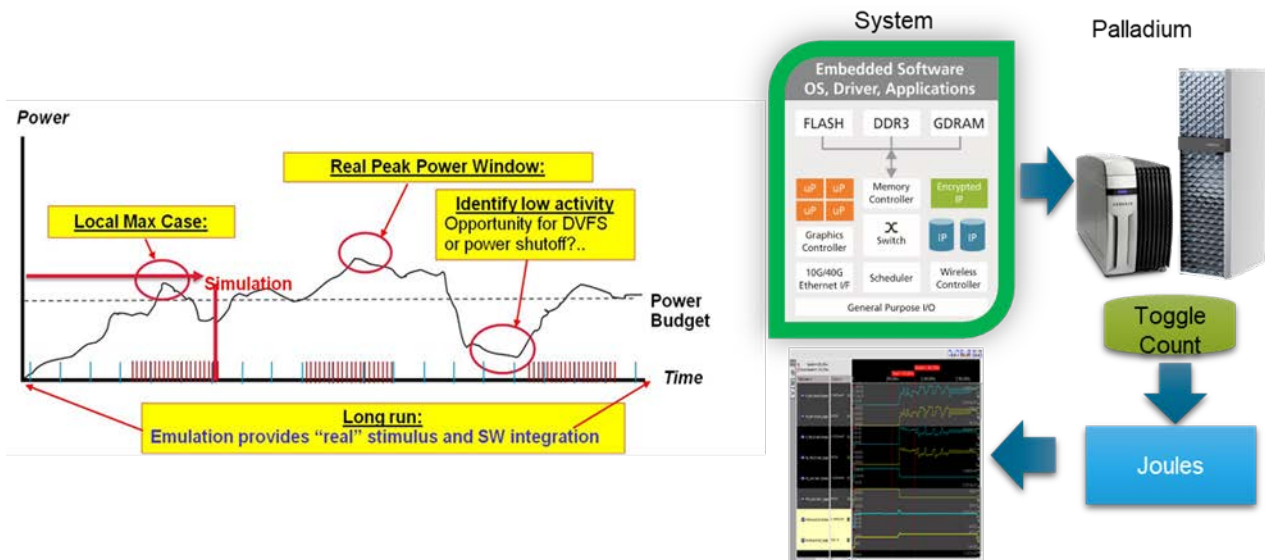 Power
Real Peak Power Window:
Local Max Case:
Identify low activity
Opportunity for DVFS
or power shutoff?..
Simulation
Power
Budget
Time
Long run:
Emulation provides “real” stimulus and SW integration
System
Palladium
Embedded Software
OS, Driver, Applications
FLASH
DDR3
GDRAM
uP
uP
uP
uP
Memory
Controller
Encrypted
IP
Graphics
Controller
Switch
IP
IP
10G/40G
Ethernet I/F
Scheduler
Wireless
Controller
General Purpose I/O
Toggle
Count
Joules